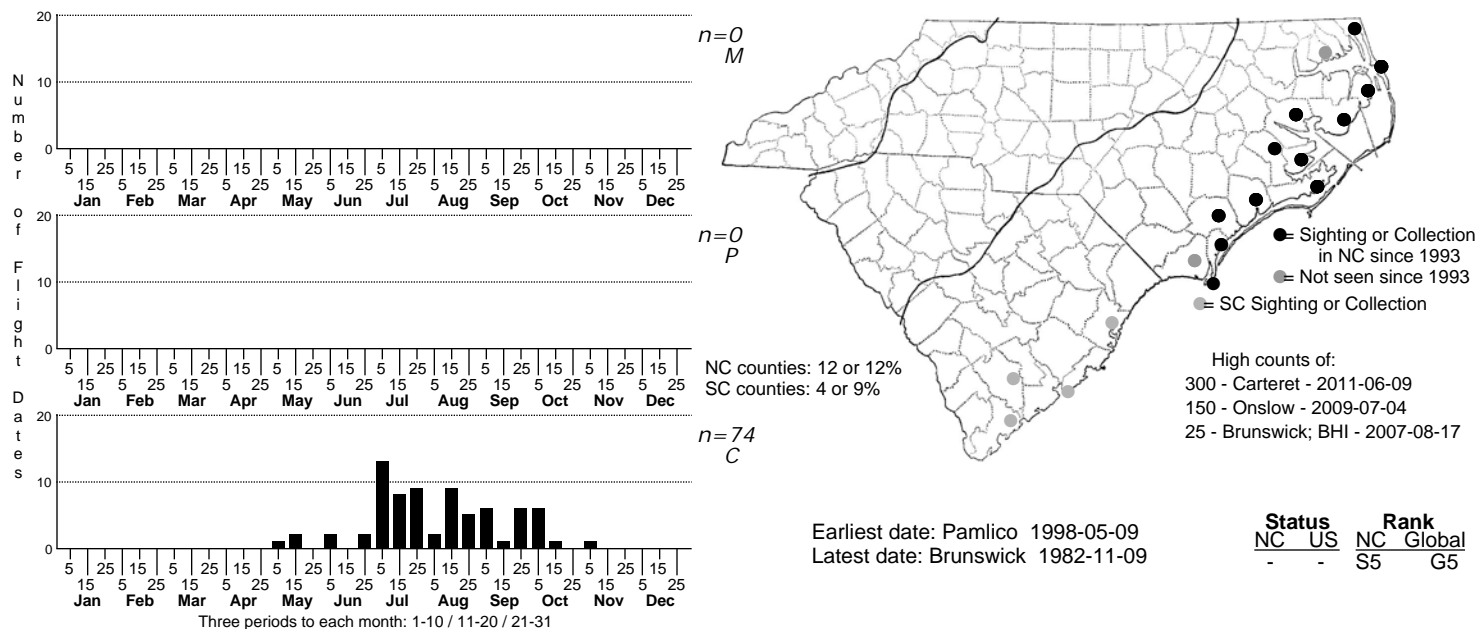 Number of Flight Dates
20
10
0
n=0
M
5 15 25 5 15 25 5 15 25 5 15 25 5 15 25 5 15 25 5 15 25 5 15 25 5 15 25 5 15 25 5 15 25 5 15 25
Jan Feb Mar Apr May Jun Jul Aug Sep Oct Nov Dec
20
10
0
n=0
P
5 15 25 5 15 25 5 15 25 5 15 25 5 15 25 5 15 25 5 15 25 5 15 25 5 15 25 5 15 25 5 15 25 5 15 25
Jan Feb Mar Apr May Jun Jul Aug Sep Oct Nov Dec
20
10
0
n=74
C
5 15 25 5 15 25 5 15 25 5 15 25 5 15 25 5 15 25 5 15 25 5 15 25 5 15 25 5 15 25 5 15 25 5 15 25
Jan Feb Mar Apr May Jun Jul Aug Sep Oct Nov Dec
Three periods to each month: 1-10 / 11-20 / 21-31
= Sighting or Collection
in NC since 1993
= Not seen since 1993
= SC Sighting or Collection
NC counties: 12 or 12%
SC counties: 4 or 9%
High counts of:
300 - Carteret - 2011-06-09
150 - Onslow - 2009-07-04
25 - Brunswick; BHI - 2007-08-17
Earliest date: Pamlico 1998-05-09
Latest date: Brunswick 1982-11-09
Status Rank
NC US NC Global
- - S5 G5